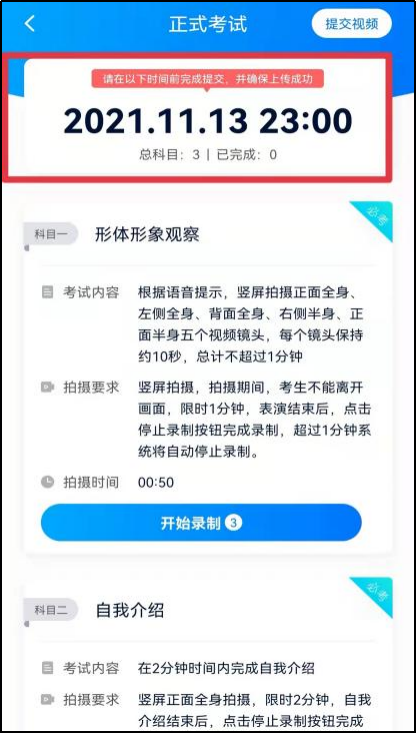 正式考试
提交视频
请在以下时间前完成提交，并确保上传成功
2021.11.13 23:00
总科目：3 | 已完成：0
必考
科目一
形体形象观察
考试内容
根据语音提示，竖屏拍摄正面全身、
左侧全身、背面全身、右侧半身、正
面半身五个视频镜头，每个镜头保持
约10秒，总计不超过1分钟
拍摄要求
竖屏拍摄，拍摄期间，考生不能离开
画面，限时1分钟，表演结束后，点击
停止录制按钮完成录制，超过1分钟系
统将自动停止录制。
拍摄时间
00:50
开始录制 3
必考
科目二
自我介绍
考试内容
在2分钟时间内完成自我介绍
拍摄要求
竖屏正面全身拍摄，限时2分钟，自我
介绍结束后，点击停止录制按钮完成